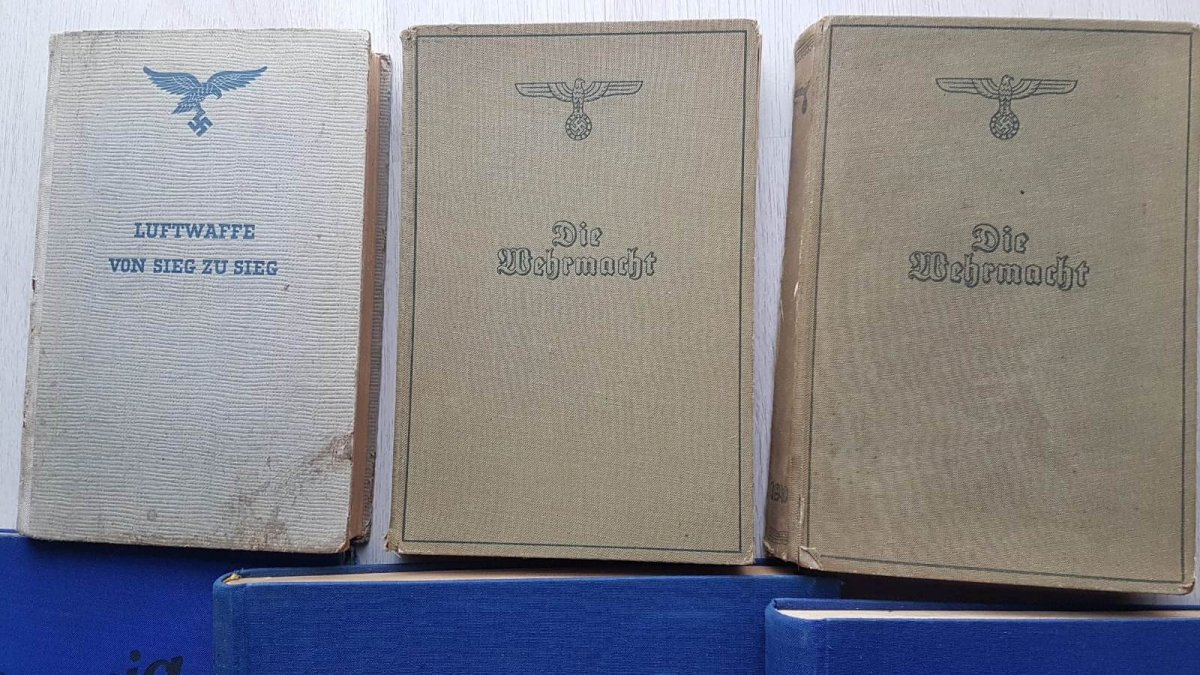 LUFTWAFFE
VON SIEG ZU SIEG
Die
Wehrmacht
Die
Wehrmacht